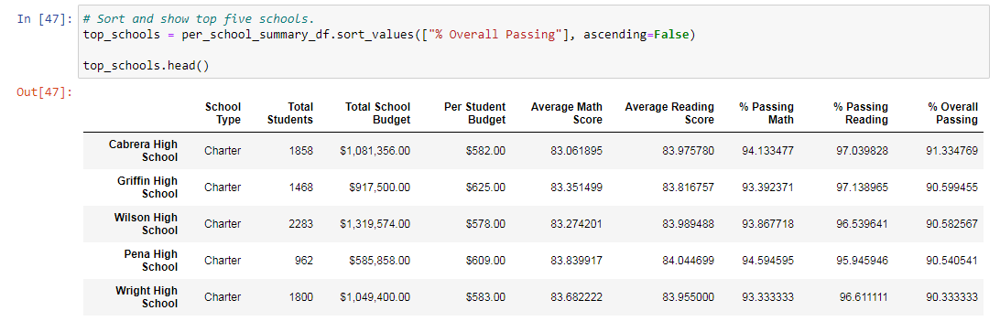 In [47]: # Sort and show top five schools.
top_schools = per_school_summary_df.sort_values(["% Overall Passing"], ascending=False)
top_schools.head()
Out[47]:
School Type Total Students Total School Budget Per Student Budget Average Math Score Average Reading Score % Passing Math % Passing Reading % Overall Passing
Cabrera High School Charter 1858 $1,081,356.00 $582.00 83.061895 83.975780 94.133477 97.039828 91.334769
Griffin High School Charter 1468 $917,500.00 $625.00 83.351499 83.816757 93.392371 97.138965 90.599455
Wilson High School Charter 2283 $1,319,574.00 $578.00 83.274201 83.989488 93.867718 96.539641 90.582567
Pena High School Charter 962 $585,858.00 $609.00 83.839917 84.044699 94.594595 95.945946 90.540541
Wright High School Charter 1800 $1,049,400.00 $583.00 83.682222 83.955000 93.333333 96.611111 90.333333